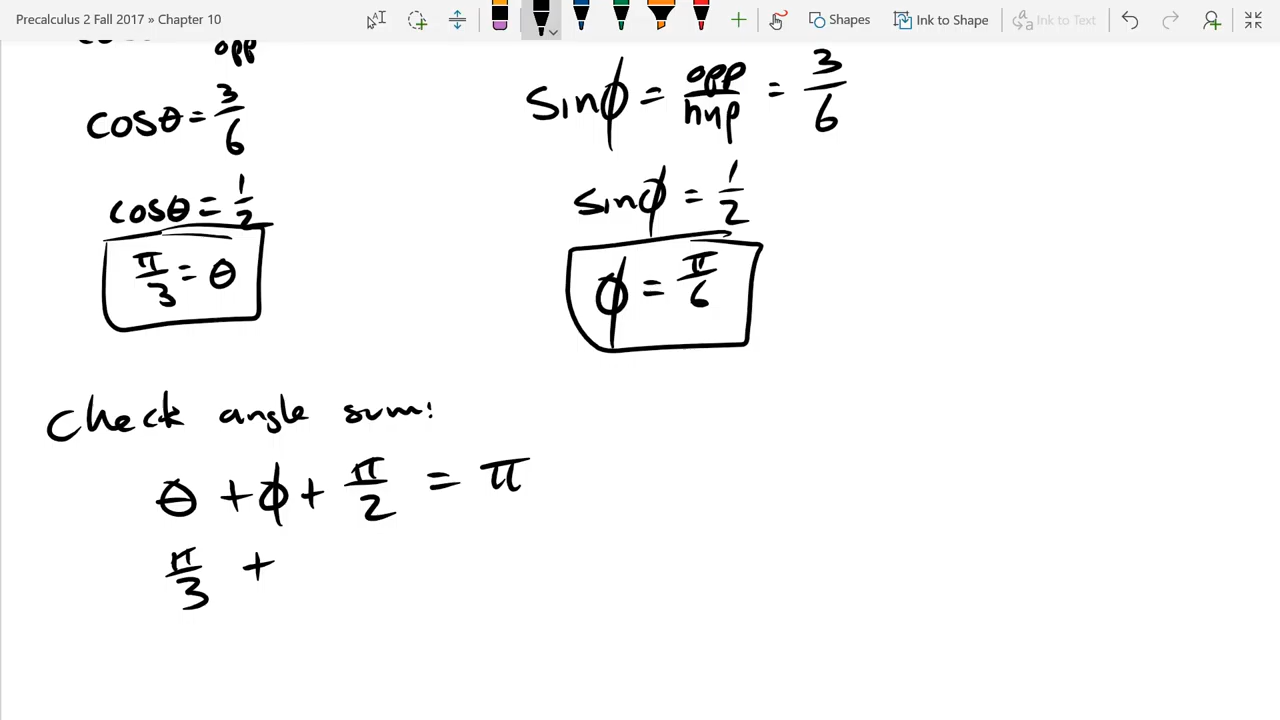 Precalculus 2 Fall 2017 » Chapter 10
Shapes
Ink to Shape
Ink to Text
opp
cosθ = 3/6
cosθ = 1/2
π/3 = θ
sinϕ = opp/hyp = 3/6
sinϕ = 1/2
ϕ = π/6
Check angle sum:
θ + ϕ + π/2 = π
π/3 +